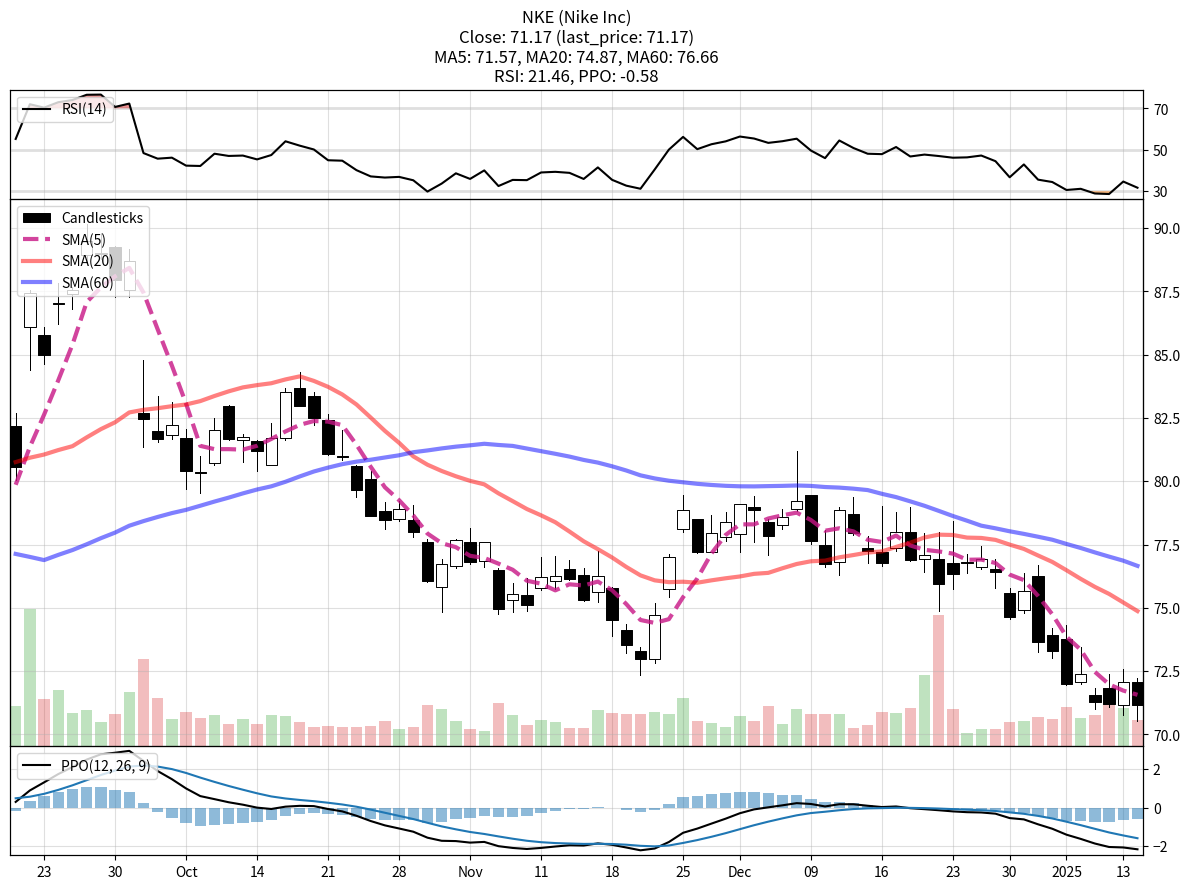 NKE (Nike Inc)
Close: 71.17 (last_price: 71.17)
MA5: 71.57, MA20: 74.87, MA60: 76.66
RSI: 21.46, PPO: -0.58
RSI(14)
70
50
30
Candlesticks
SMA(5)
SMA(20)
SMA(60)
90.0
87.5
85.0
82.5
80.0
77.5
75.0
72.5
70.0
PPO(12, 26, 9)
2
0
−2
23 30 Oct 14 21 28 Nov 11 18 25 Dec 09 16 23 30 2025 13